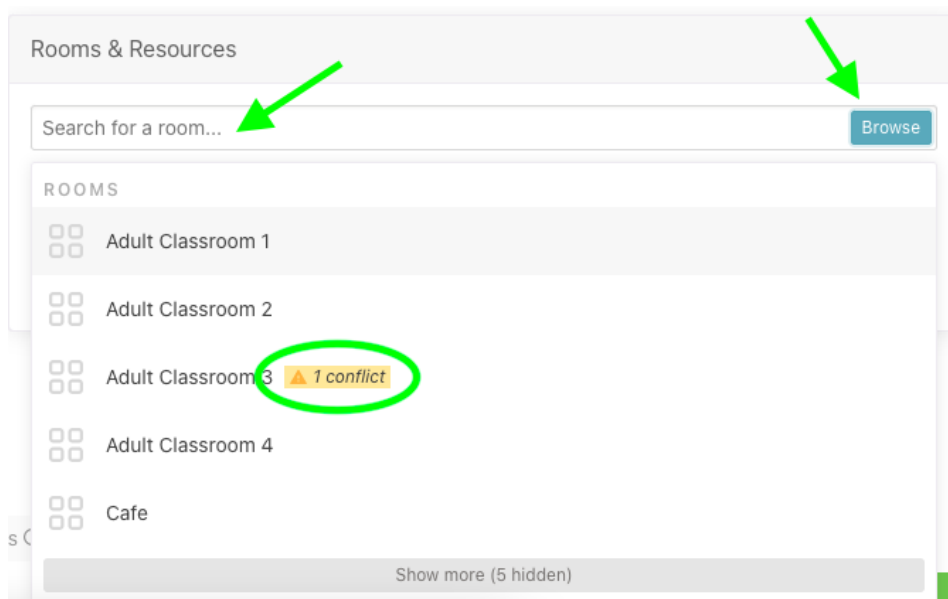 Rooms & Resources
Search for a room... Browse
ROOMS
Adult Classroom 1
Adult Classroom 2
Adult Classroom 3 1 conflict
Adult Classroom 4
Cafe
s
Show more (5 hidden)